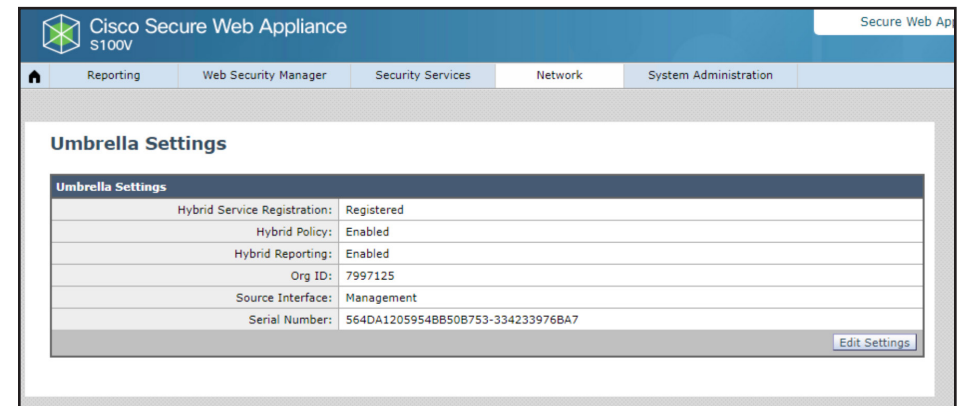 Cisco Secure Web Appliance
S100V
Secure Web App
Reporting Web Security Manager Security Services Network System Administration
Umbrella Settings
Umbrella Settings
Hybrid Service Registration: Registered
Hybrid Policy: Enabled
Hybrid Reporting: Enabled
Org ID: 7997125
Source Interface: Management
Serial Number: 564DA1205954BB50B753-334233976BA7
Edit Settings